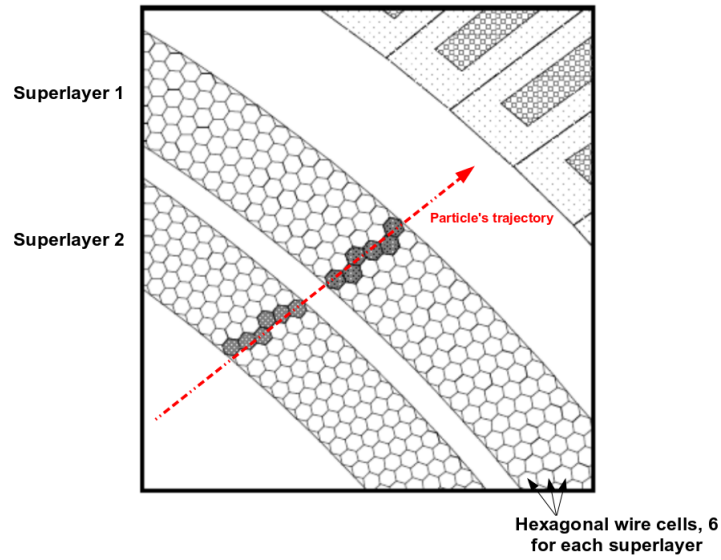 Superlayer 1
Particle's trajectory
Superlayer 2
Hexagonal wire cells, 6
for each superlayer